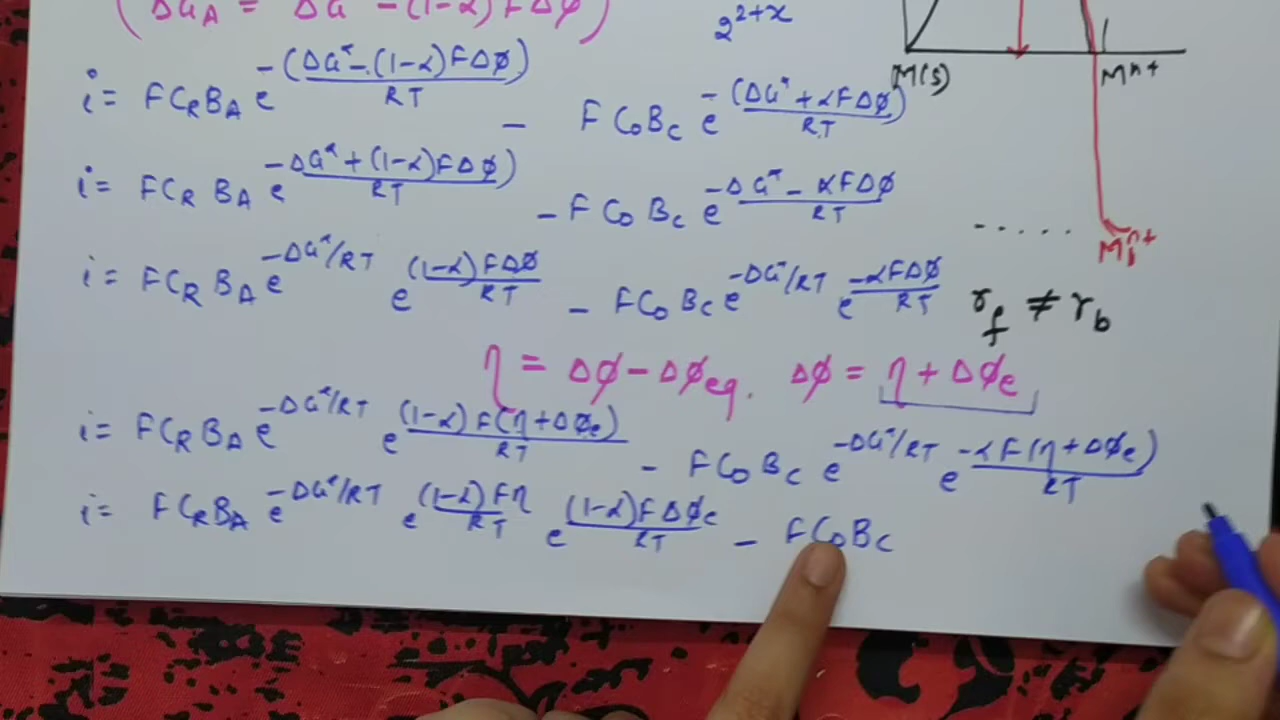 (ΔG_A = ΔG* -(1-α)FΔϕ)
2^{2+x}
M(s) M^{n+}
i = FC_R B_A e^{-(ΔG* -(1-α)FΔϕ)/RT} - FC_O B_C e^{-(ΔG* + αFΔϕ)/RT}
i = FC_R B_A e^{-ΔG* + (1-α)FΔϕ)/RT} - FC_O B_C e^{-ΔG* - αFΔϕ/RT}
.....
M_1^{n+}
i = FC_R B_A e^{-ΔG*/RT} e^{(1-α)FΔϕ/RT} - FC_O B_C e^{-ΔG*/RT} e^{-αFΔϕ/RT} r_f ≠ r_b
η = Δϕ - Δϕ_eq. Δϕ = η + Δϕ_e
i = FC_R B_A e^{-ΔG*/RT} e^{(1-α)F(η+Δϕ_e)/RT} - FC_O B_C e^{-ΔG*/RT} e^{-αF(η+Δϕ_e)/RT}
i = FC_R B_A e^{-ΔG*/RT} e^{(1-α)Fη/RT} e^{(1-α)FΔϕ_e/RT} - FC_O B_C